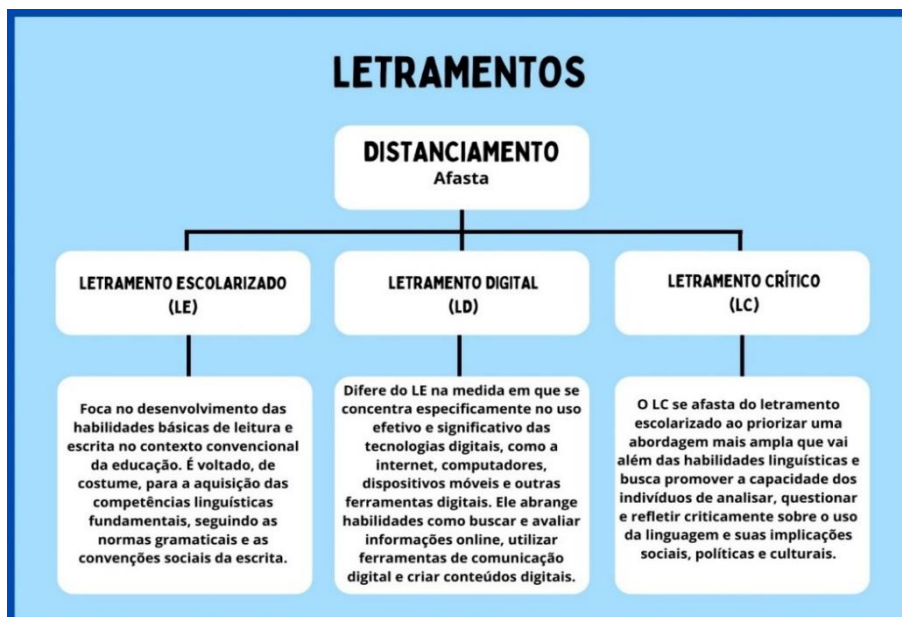 LETRAMENTOS
DISTANCIAMENTO
Afasta
LETRAMENTO ESCOLARIZADO
(LE)
LETRAMENTO DIGITAL
(LD)
LETRAMENTO CRÍTICO
(LC)
Foca no desenvolvimento das
habilidades básicas de leitura e
escrita no contexto convencional
da educação. É voltado, de
costume, para a aquisição das
competências linguísticas
fundamentais, seguindo as
normas gramaticais e as
convenções sociais da escrita.
Difere do LE na medida em que se
concentra especificamente no uso
efetivo e significativo das
tecnologias digitais, como a
internet, computadores,
dispositivos móveis e outras
ferramentas digitais. Ele abrange
habilidades como buscar e avaliar
informações online, utilizar
ferramentas de comunicação
digital e criar conteúdos digitais.
O LC se afasta do letramento
escolarizado ao priorizar uma
abordagem mais ampla que vai
além das habilidades linguísticas e
busca promover a capacidade dos
indivíduos de analisar, questionar
e refletir criticamente sobre o uso
da linguagem e suas implicações
sociais, políticas e culturais.